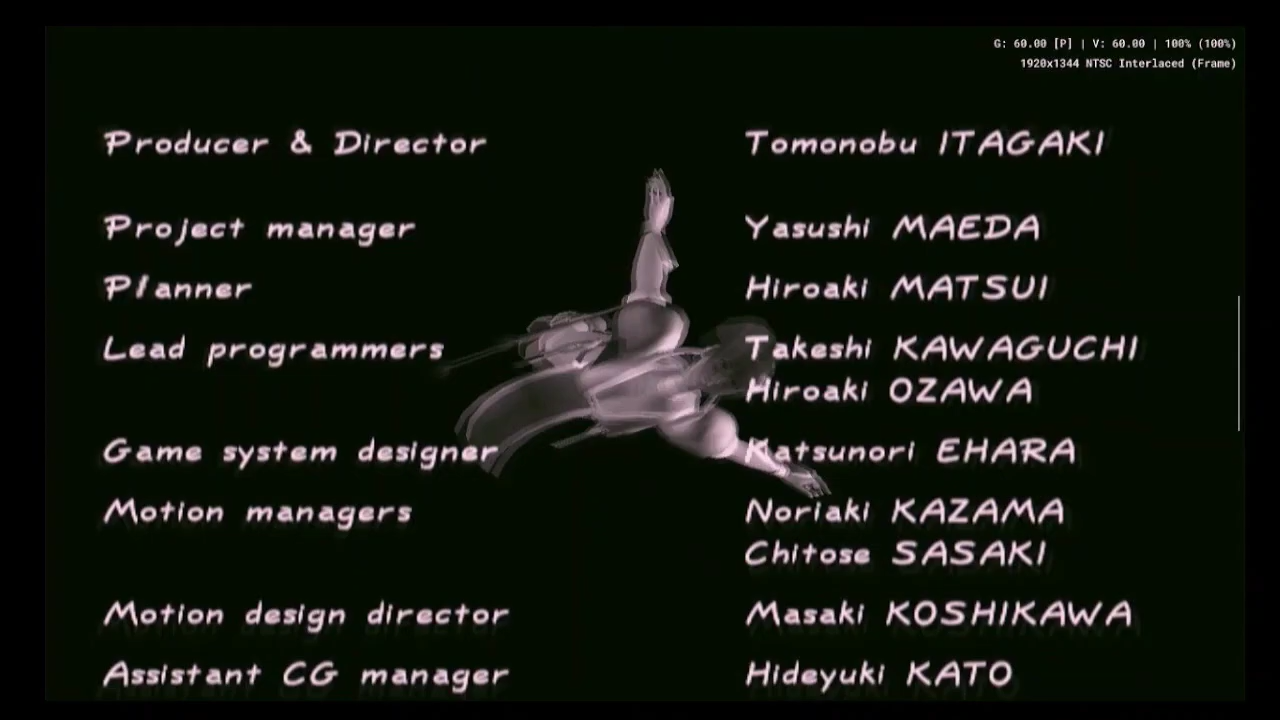 G: 60.00 [P] | V: 60.00 | 100% (100%)
1920x1344 NTSC Interlaced (Frame)
Producer & Director Tomonobu ITAGAKI
Project manager Yasushi MAEDA
Planner Hiroaki MATSUI
Lead programmers Takeshi KAWAGUCHI
Hiroaki OZAWA
Game system designer Katsunori EHARA
Motion managers Noriaki KAZAMA
Chitose SASAKI
Motion design director Masaki KOSHIKAWA
Assistant CG manager Hideyuki KATO